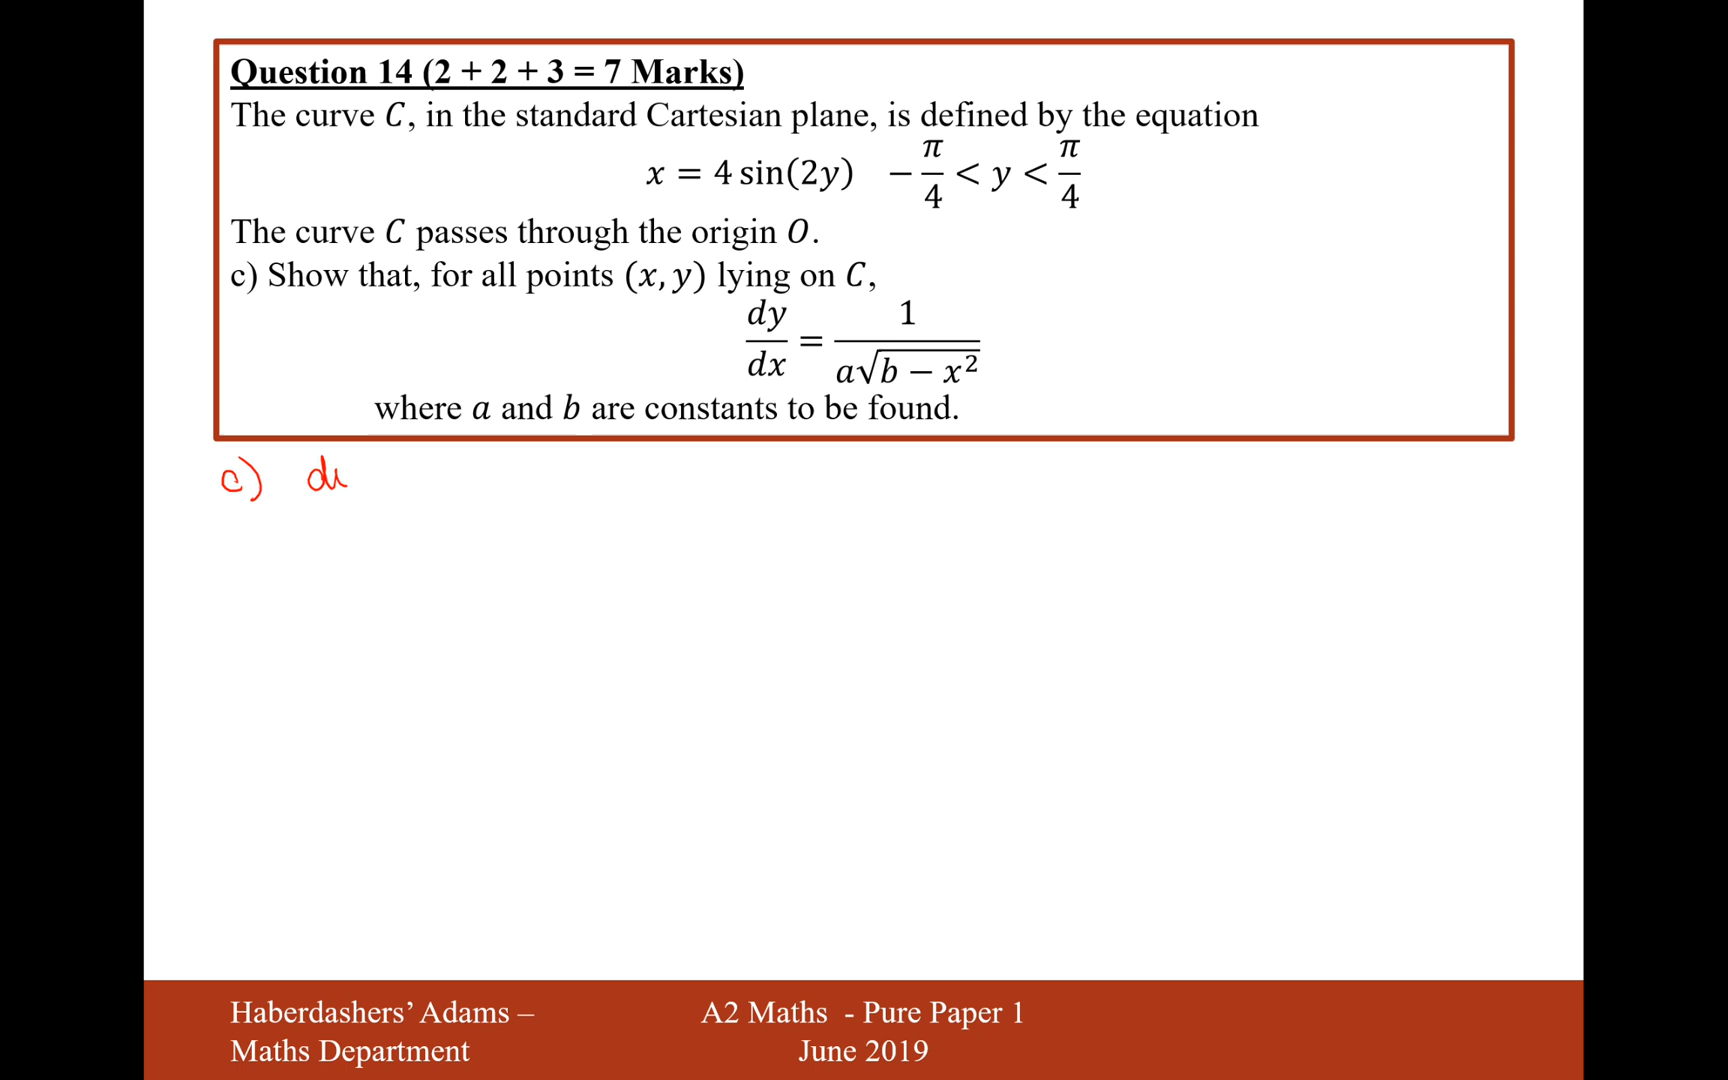 Question 14 (2 + 2 + 3 = 7 Marks)
The curve C, in the standard Cartesian plane, is defined by the equation
x = 4 sin(2y)   −π/4 < y < π/4
The curve C passes through the origin O.
c) Show that, for all points (x, y) lying on C,
dy/dx = 1/(a√(b − x²))
where a and b are constants to be found.
c)
Haberdashers' Adams –
Maths Department
A2 Maths - Pure Paper 1
June 2019